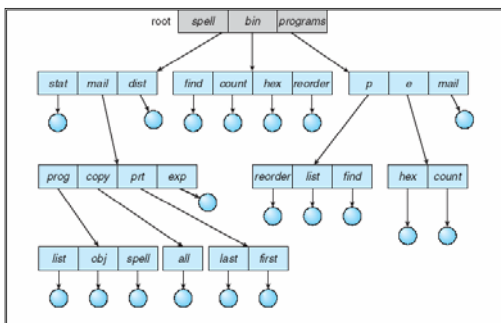 root spell bin programs
stat mail dist find count hex reorder p e mail
prog copy prt exp reorder list find hex count
list obj spell all last first